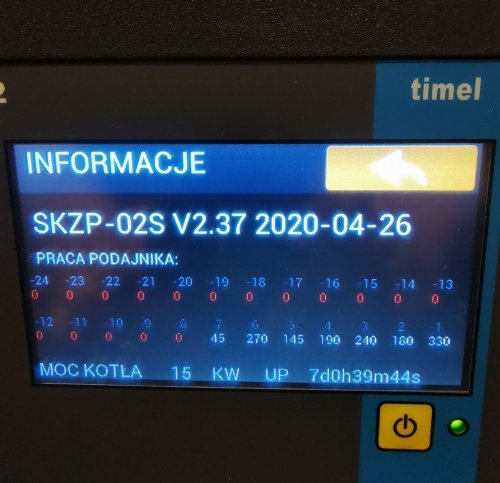 2
timel
INFORMACJE
SKZP-02S V2.37 2020-04-26
PRACA PODAJNIKA:
-24 -23 -22 -21 -20 -19 -18 -17 -16 -15 -14 -13
0 0 0 0 0 0 0 0 0 0 0 0
-12 -11 -10 -9 -8 -7 -6 -5 -4 -3 -2 -1
0 0 0 0 0 45 270 145 190 240 180 330
MOC KOTŁA 15 KW UP 7d0h39m44s